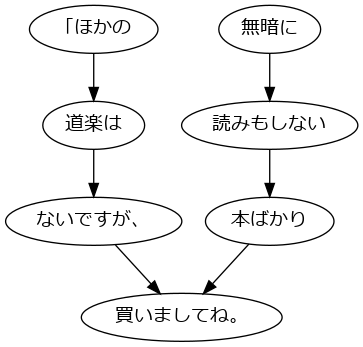 「ほかの
無暗に
道楽は
読みもしない
ないですが、
本ばかり
買いましてね。